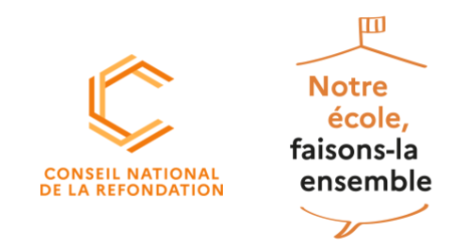 CONSEIL NATIONAL
DE LA REFONDATION
Notre
école,
faisons-la
ensemble